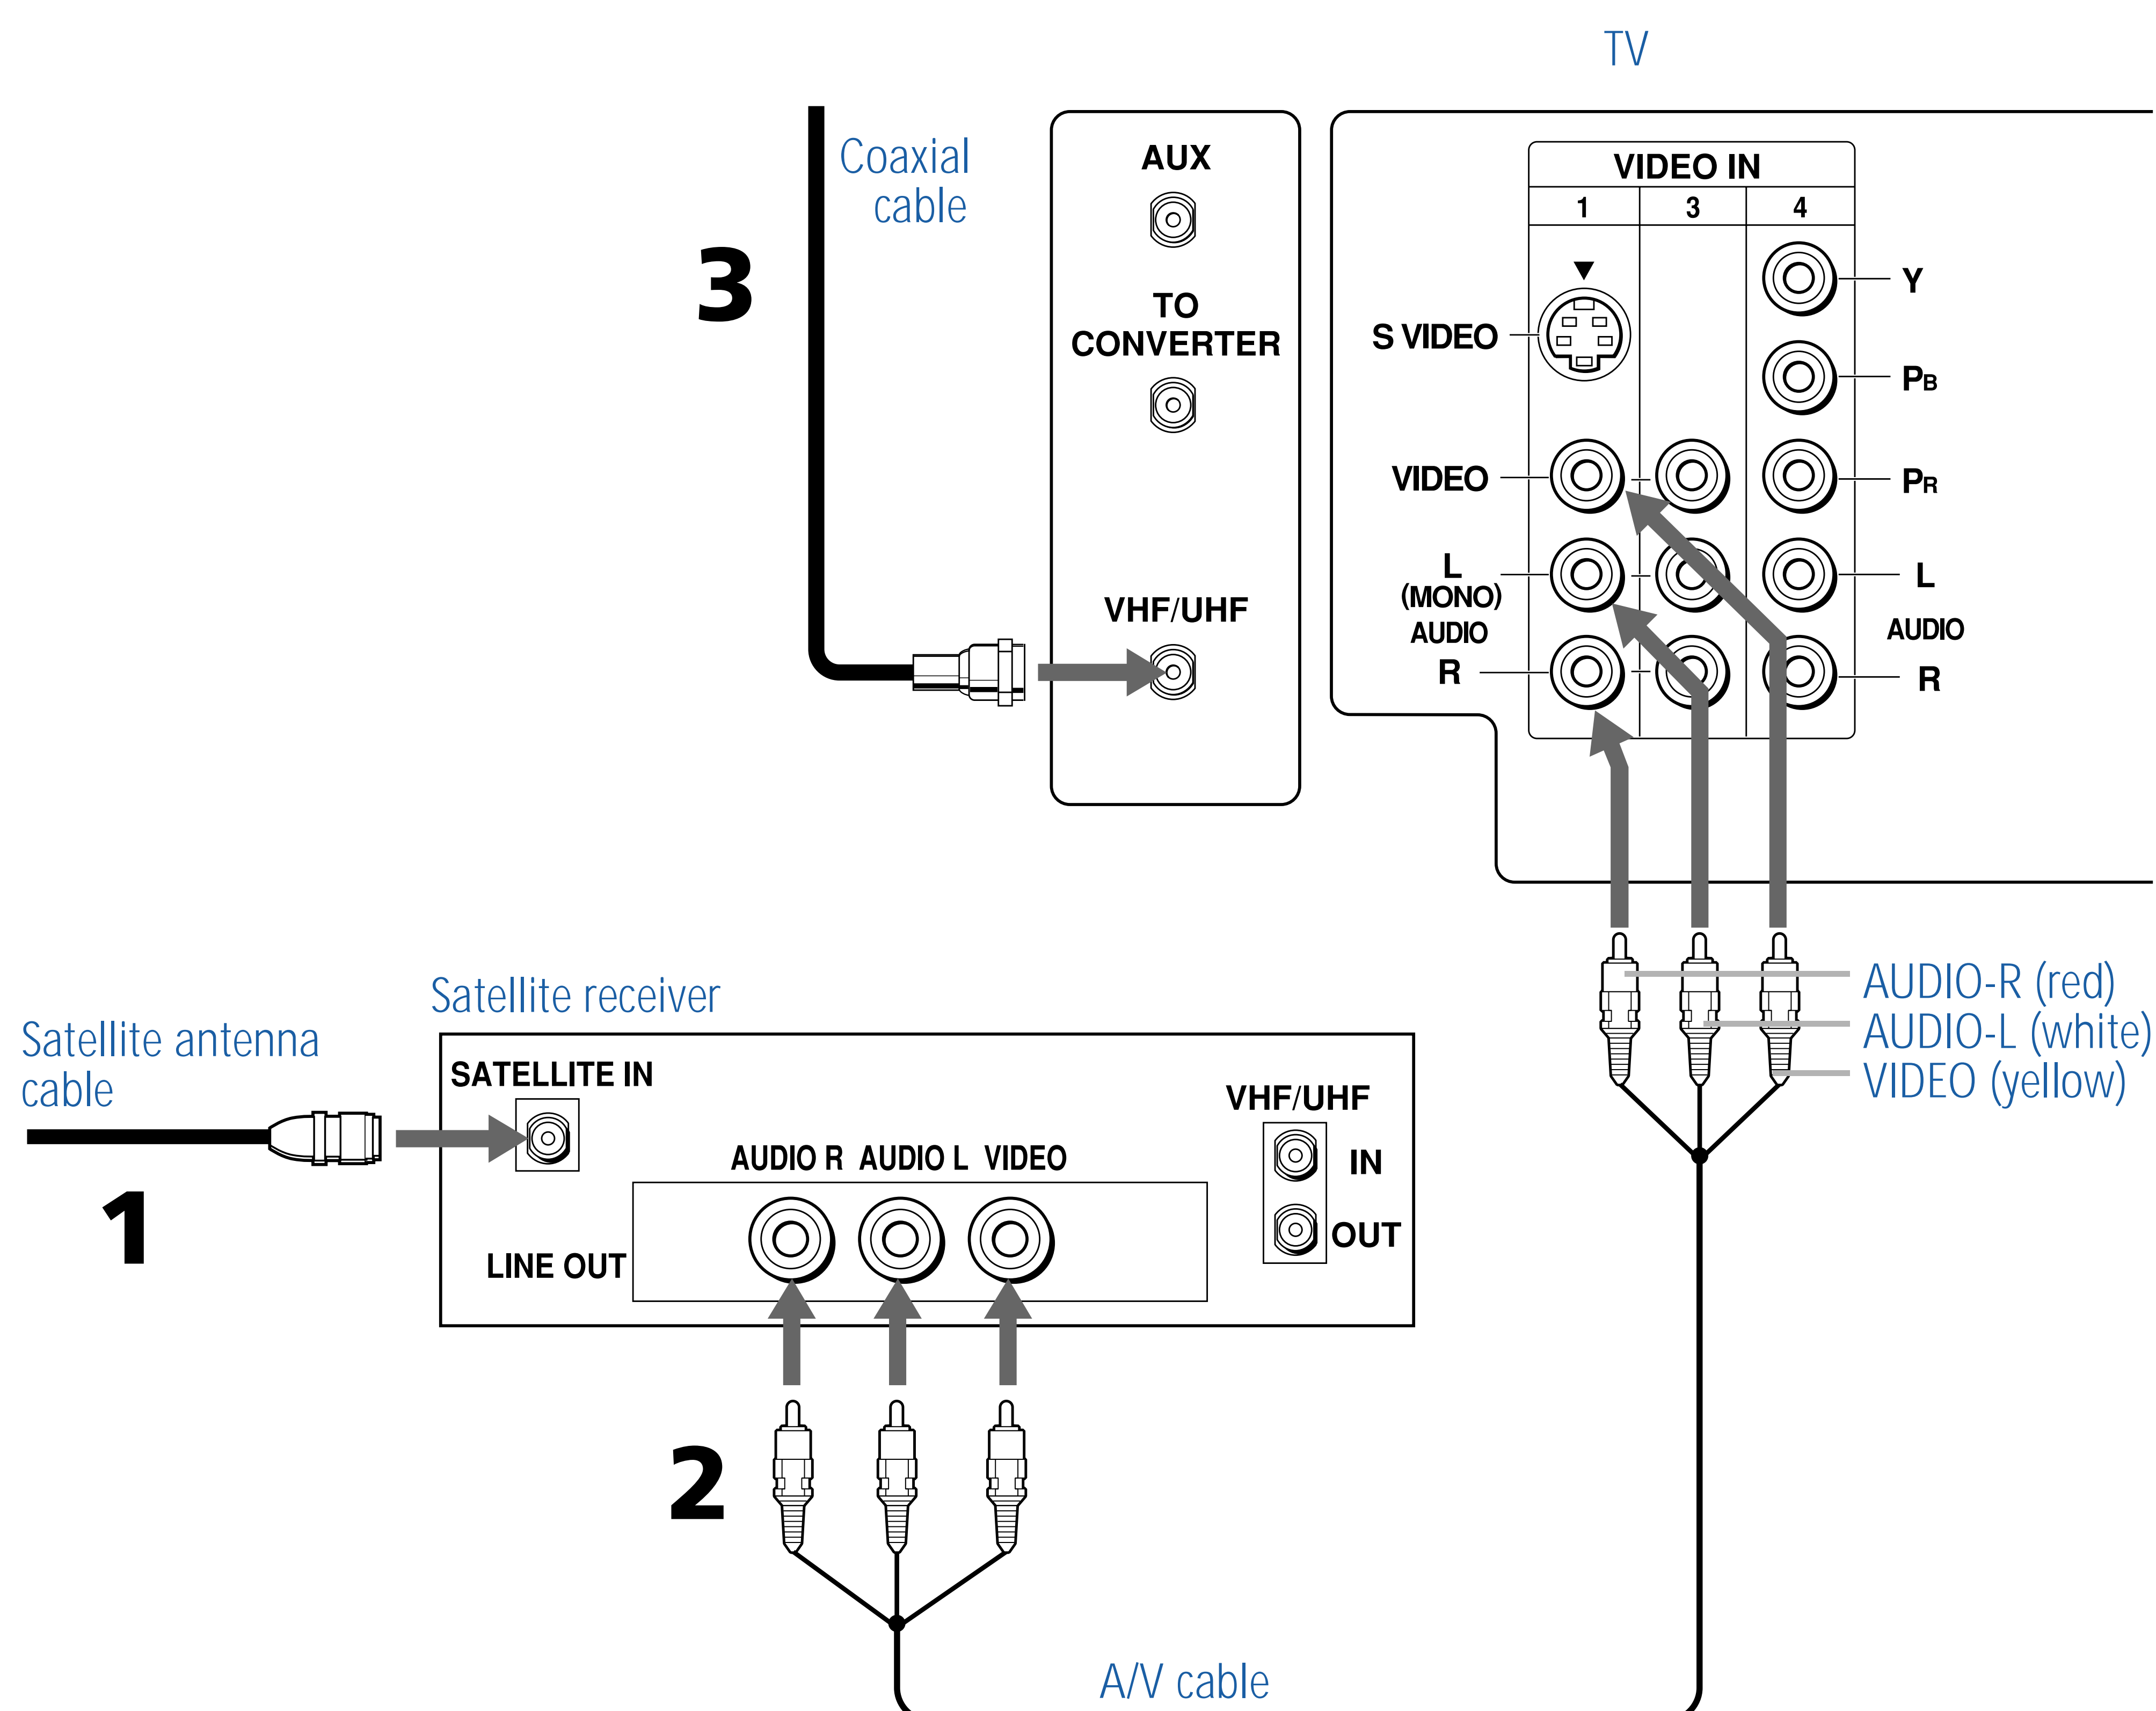 TV
Coaxial
cable
3
AUX
TO
CONVERTER
VHF/UHF
VIDEO IN
1 3 4
S VIDEO
VIDEO
L
(MONO)
AUDIO
R
Y
PB
PR
L
AUDIO
R
AUDIO-R (red)
AUDIO-L (white)
VIDEO (yellow)
Satellite receiver
Satellite antenna
cable
1
SATELLITE IN
AUDIO R AUDIO L VIDEO
LINE OUT
VHF/UHF
IN
OUT
2
A/V cable